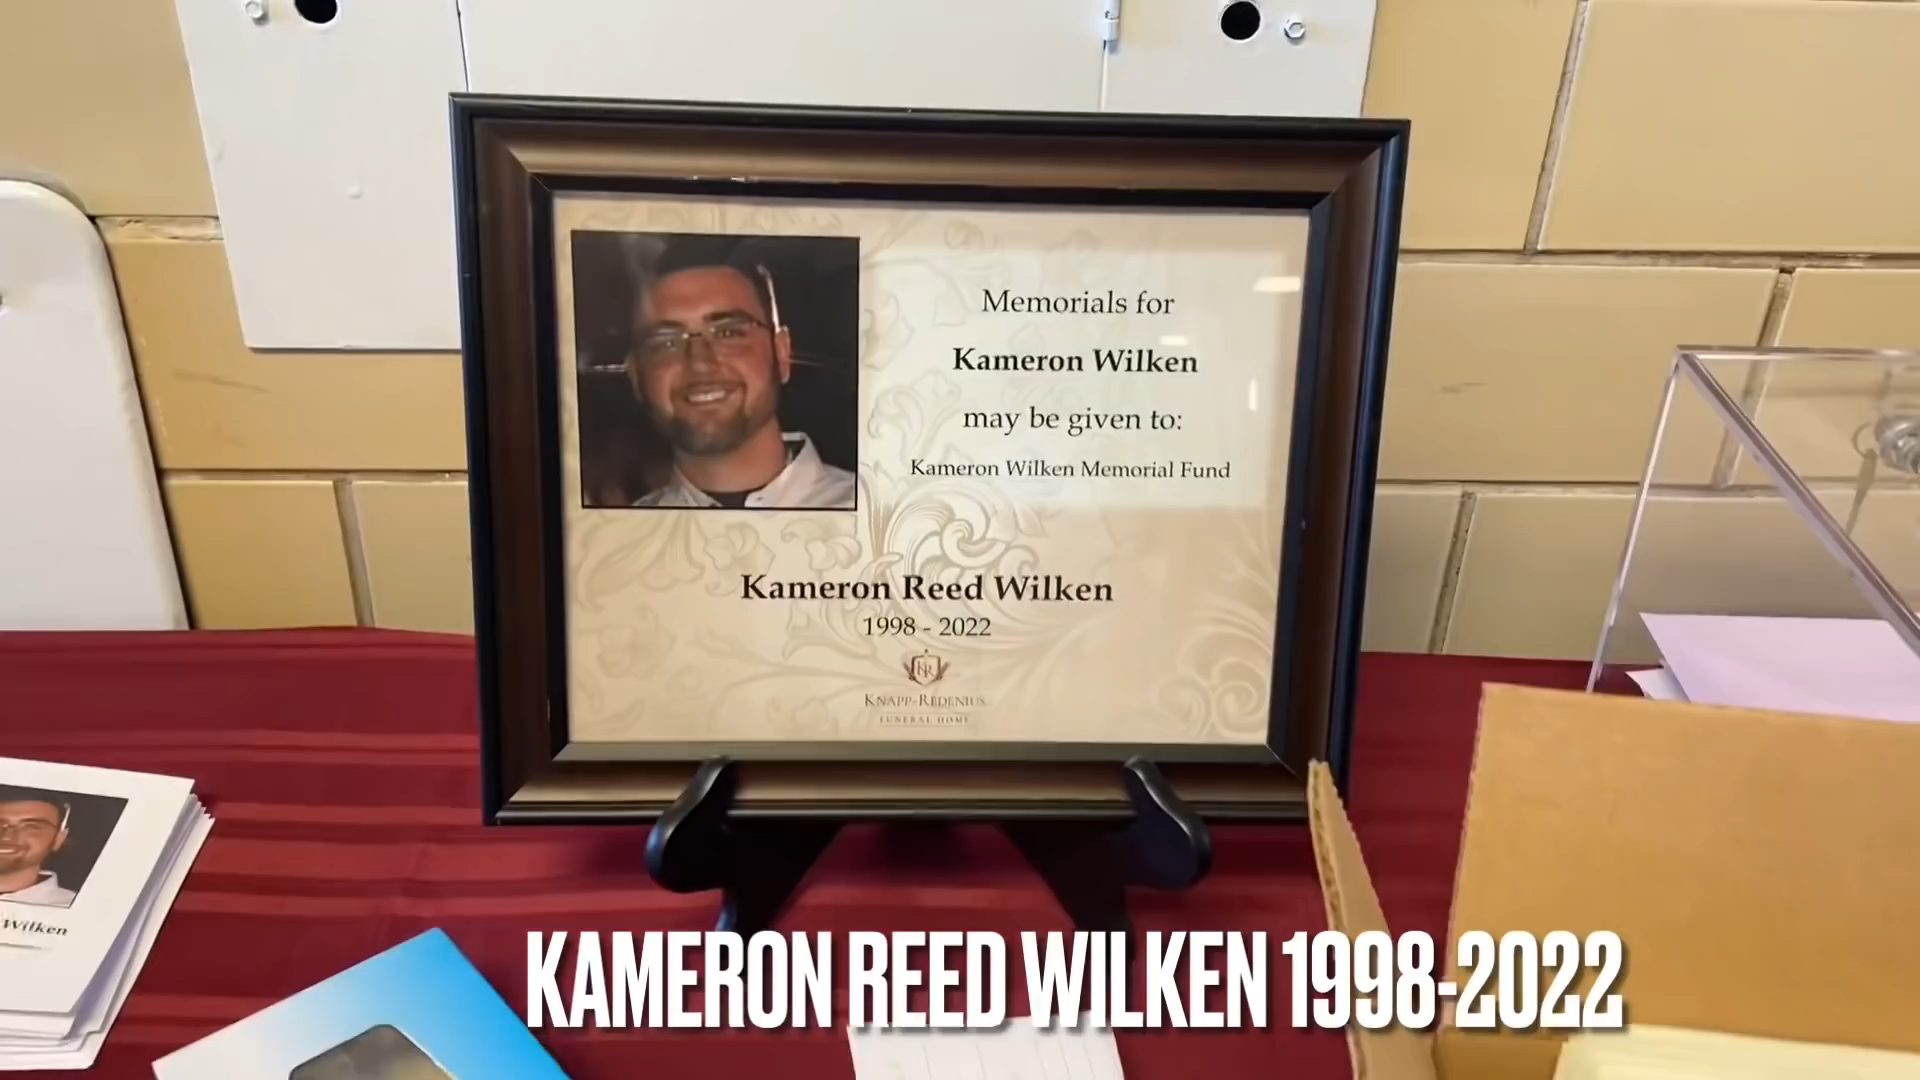 Memorials for
Kameron Wilken
may be given to:
Kameron Wilken Memorial Fund
Kameron Reed Wilken
1998 - 2022
KR
KNAPP-REDENIUS
FUNERAL HOME
Wilken
KAMERON REED WILKEN 1998-2022